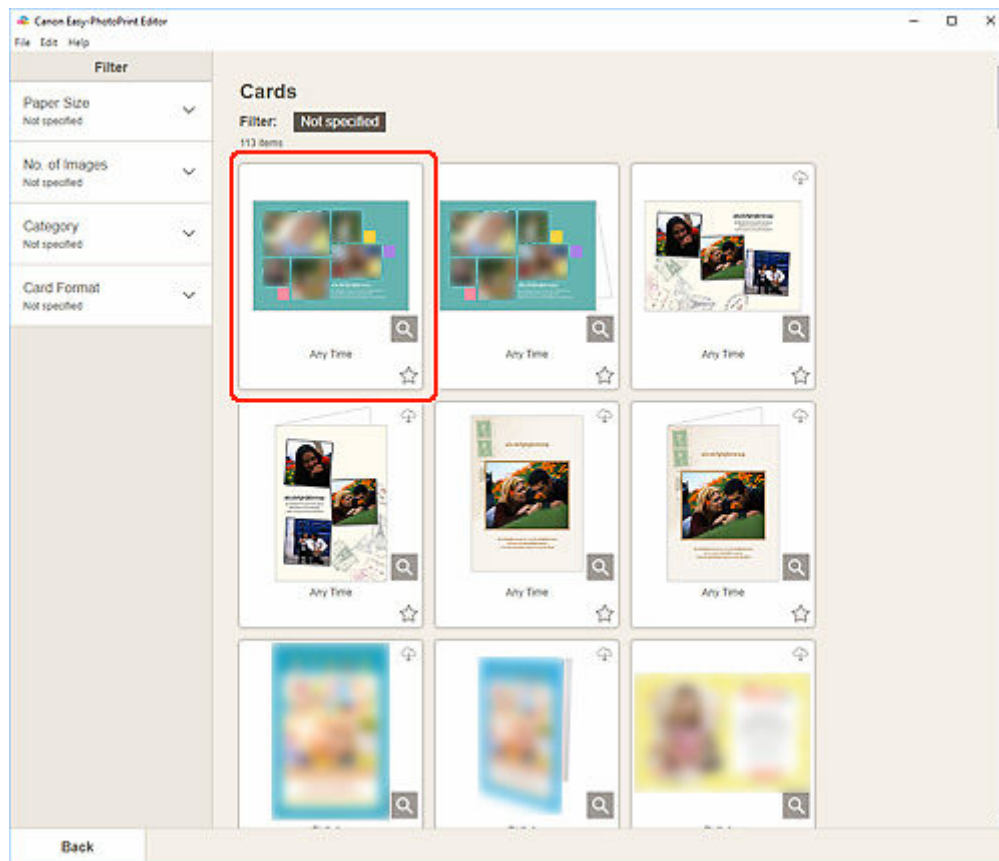 Canon Easy-PhotoPrint Editor
File Edit Help
Filter
Paper Size
Not specified
No. of Images
Not specified
Category
Not specified
Card Format
Not specified
Cards
Filter: Not specified
113 items
Any Time
Any Time
Any Time
Any Time
Any Time
Any Time
Back